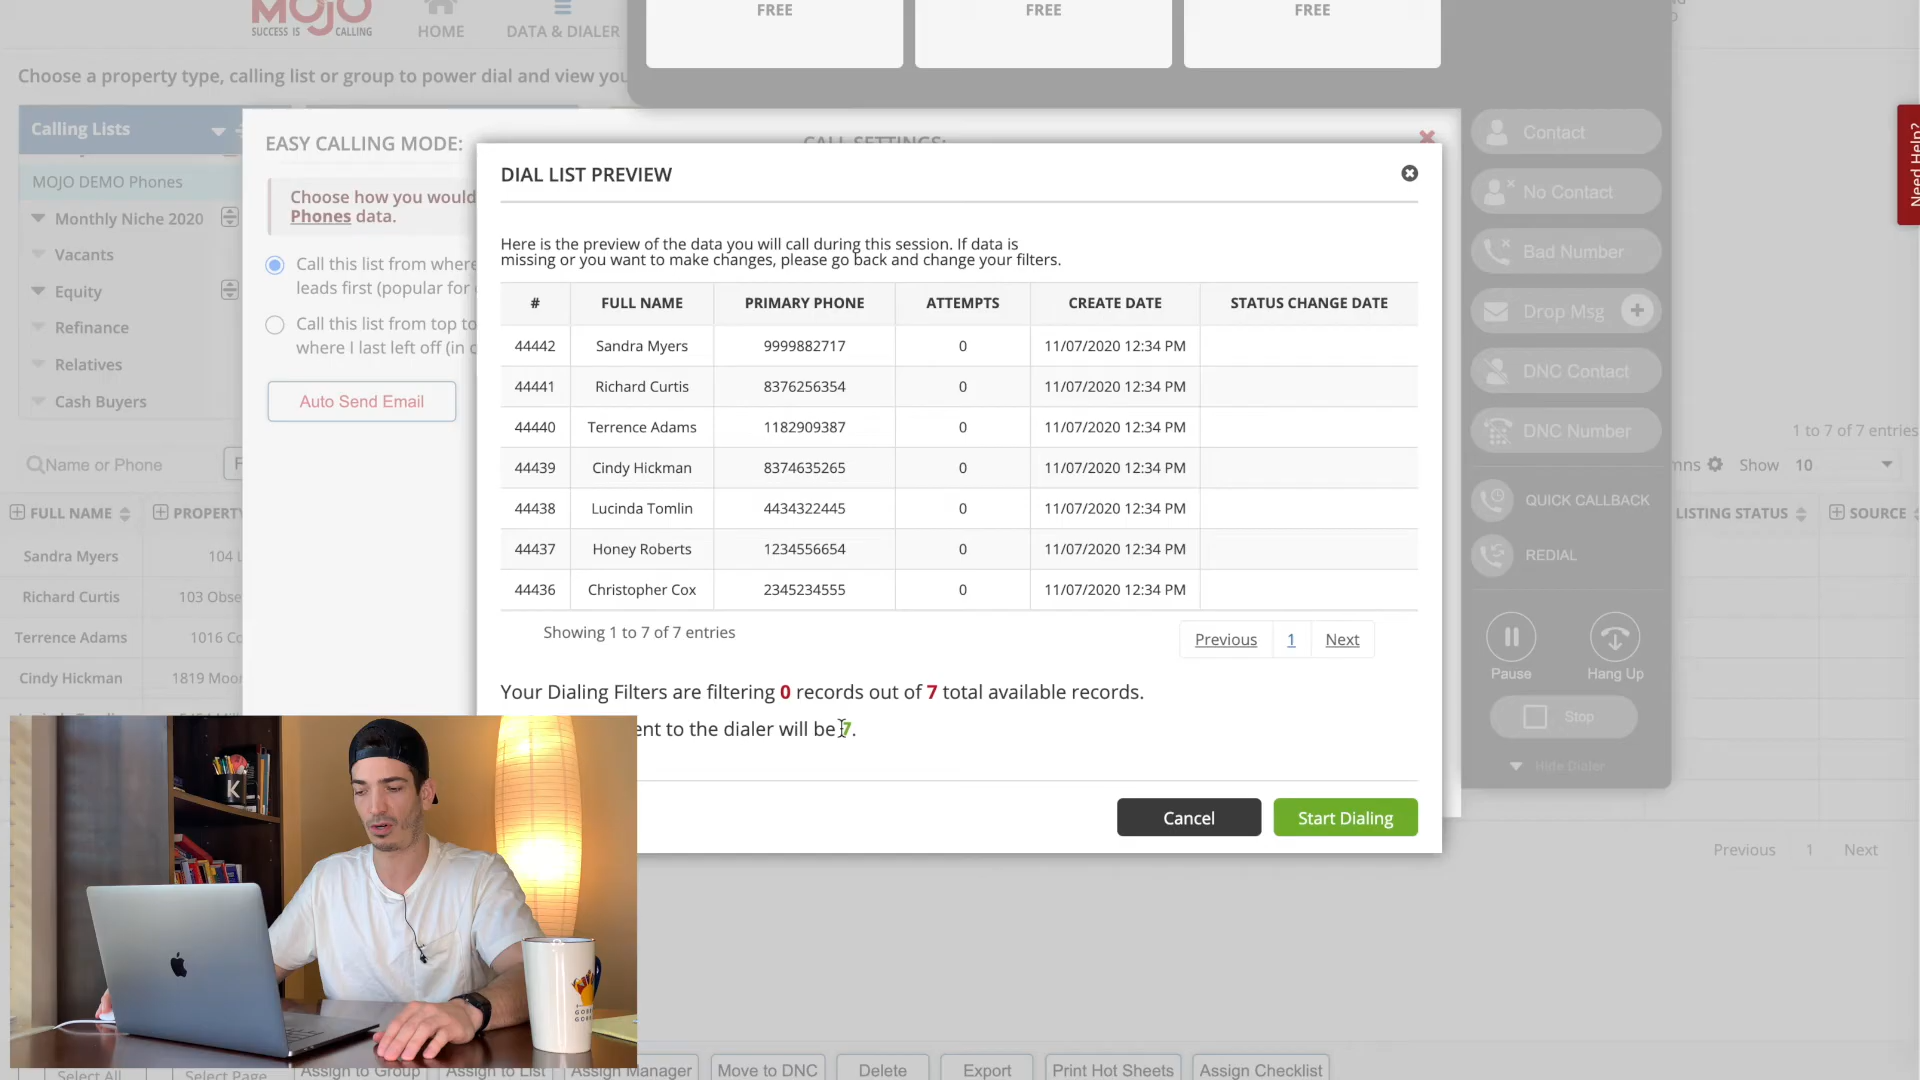 MOJO
SUCCESS IS CALLING
HOME
DATA & DIALER
FREE
FREE
FREE
Choose a property type, calling list or group to power dial and view you
Calling Lists
MOJO DEMO Phones
Monthly Niche 2020
Vacants
Equity
Refinance
Relatives
Cash Buyers
Name or Phone
F
FULL NAME
PROPERTY
Sandra Myers
104 L
Richard Curtis
103 Obse
Terrence Adams
1016 Co
Cindy Hickman
1819 Moo
EASY CALLING MODE:
CALL SETTINGS:
Choose how you would
Phones data.
Call this list from where
leads first (popular for
Call this list from top to
where I last left off (in c
Auto Send Email
DIAL LIST PREVIEW
Here is the preview of the data you will call during this session. If data is
missing or you want to make changes, please go back and change your filters.
# FULL NAME PRIMARY PHONE ATTEMPTS CREATE DATE STATUS CHANGE DATE
44442 Sandra Myers 9999882717 0 11/07/2020 12:34 PM
44441 Richard Curtis 8376256354 0 11/07/2020 12:34 PM
44440 Terrence Adams 1182909387 0 11/07/2020 12:34 PM
44439 Cindy Hickman 8374635265 0 11/07/2020 12:34 PM
44438 Lucinda Tomlin 4434322445 0 11/07/2020 12:34 PM
44437 Honey Roberts 1234556654 0 11/07/2020 12:34 PM
44436 Christopher Cox 2345234555 0 11/07/2020 12:34 PM
Showing 1 to 7 of 7 entries
Previous 1 Next
Your Dialing Filters are filtering 0 records out of 7 total available records.
ent to the dialer will be 7.
Cancel
Start Dialing
Contact
No Contact
Bad Number
Drop Msg
DNC Contact
DNC Number
QUICK CALLBACK
REDIAL
Pause
Hang Up
Stop
Hide Dialer
Need Help?
1 to 7 of 7 entries
mns Show 10
LISTING STATUS
SOURCE
Previous 1 Next
K
Select All
Select Page
Assign to Group
Assign to List
Assign Manager
Move to DNC
Delete
Export
Print Hot Sheets
Assign Checklist